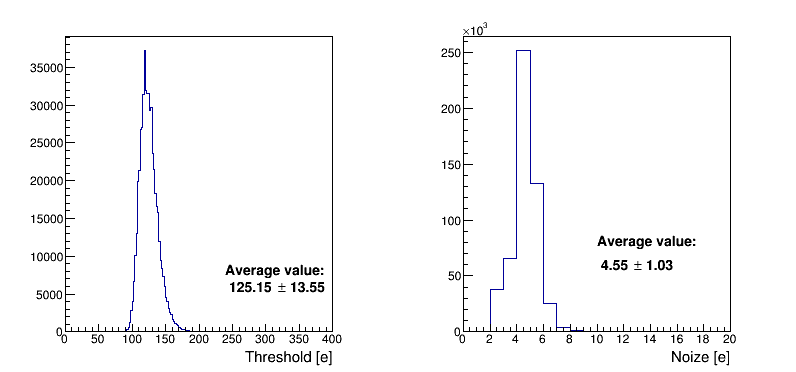 35000
30000
25000
20000
15000
10000
5000
0
Average value:
125.15 ± 13.55
0 50 100 150 200 250 300 350 400
Threshold [e]
×10³
250
200
150
100
50
0
Average value:
4.55 ± 1.03
0 2 4 6 8 10 12 14 16 18 20
Noize [e]